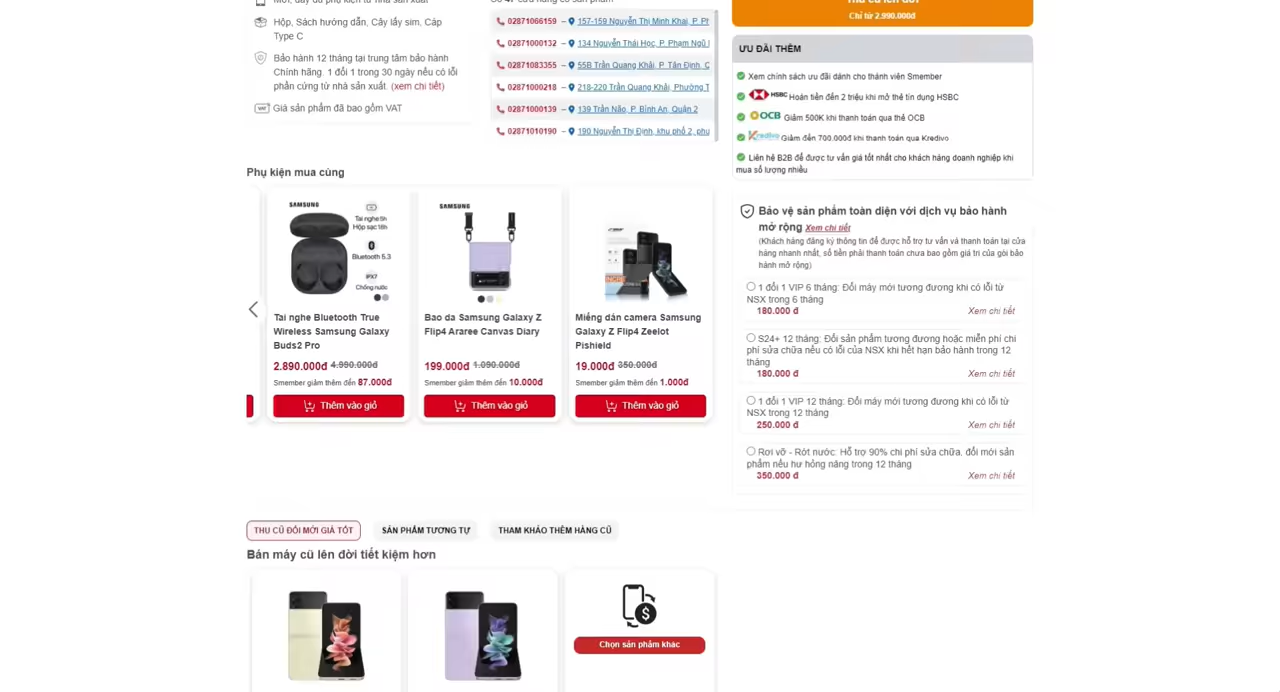 Hộp, Sách hướng dẫn, Cây lấy sim, Cáp
Type C
Bảo hành 12 tháng tại trung tâm bảo hành
Chính hãng. 1 đổi 1 trong 30 ngày nếu có lỗi
phần cứng từ nhà sản xuất. (xem chi tiết)
VAT Giá sản phẩm đã bao gồm VAT
02871066159 – 157-159 Nguyễn Thị Minh Khai, P. Ph
02871000132 – 134 Nguyễn Thái Học, P. Phạm Ngũ
02871083355 – 55B Trần Quang Khải, P. Tân Định, Q
02871000218 – 218-220 Trần Quang Khải, Phường T
02871000139 – 139 Trần Não, P. Bình An, Quận 2
02871010190 – 190 Nguyễn Thị Định, khu phố 2, phư
Chỉ từ 2.990.000đ
ƯU ĐÃI THÊM
Xem chính sách ưu đãi dành cho thành viên Smember
HSBC Hoàn tiền đến 2 triệu khi mở thẻ tín dụng HSBC
OCB Giảm 500K khi thanh toán qua thẻ OCB
Kredivo Giảm đến 700.000đ khi thanh toán qua Kredivo
Liên hệ B2B để được tư vấn giá tốt nhất cho khách hàng doanh nghiệp khi
mua số lượng nhiều
Phụ kiện mua cùng
SAMSUNG
Tai nghe 5h
Hộp sạc 18h
Bluetooth 5.3
IPX7
Chống nước
Tai nghe Bluetooth True
Wireless Samsung Galaxy
Buds2 Pro
2.890.000đ 4.990.000đ
Smember giảm thêm đến 87.000đ
Thêm vào giỏ
SAMSUNG
Bao da Samsung Galaxy Z
Flip4 Araree Canvas Diary
199.000đ 1.090.000đ
Smember giảm thêm đến 10.000đ
Thêm vào giỏ
Miếng dán camera Samsung
Galaxy Z Flip4 Zeelot
Pishield
19.000đ 350.000đ
Smember giảm thêm đến 1.000đ
Thêm vào giỏ
Bảo vệ sản phẩm toàn diện với dịch vụ bảo hành
mở rộng Xem chi tiết
(Khách hàng đăng ký thông tin để được hỗ trợ tư vấn và thanh toán tại cửa
hàng nhanh nhất, số tiền phải thanh toán chưa bao gồm giá trị của gói bảo
hành mở rộng)
1 đổi 1 VIP 6 tháng: Đổi máy mới tương đương khi có lỗi từ
NSX trong 6 tháng
180.000 đ Xem chi tiết
S24+ 12 tháng: Đổi sản phẩm tương đương hoặc miễn phí chi
phí sửa chữa nếu có lỗi của NSX khi hết hạn bảo hành trong 12
tháng
180.000 đ Xem chi tiết
1 đổi 1 VIP 12 tháng: Đổi máy mới tương đương khi có lỗi từ
NSX trong 12 tháng
250.000 đ Xem chi tiết
Rơi vỡ - Rớt nước: Hỗ trợ 90% chi phí sửa chữa, đổi mới sản
phẩm nếu hư hỏng nặng trong 12 tháng
350.000 đ Xem chi tiết
THU CŨ ĐỔI MỚI GIÁ TỐT
SẢN PHẨM TƯƠNG TỰ
THAM KHẢO THÊM HÀNG CŨ
Bán máy cũ lên đời tiết kiệm hơn
$
Chọn sản phẩm khác